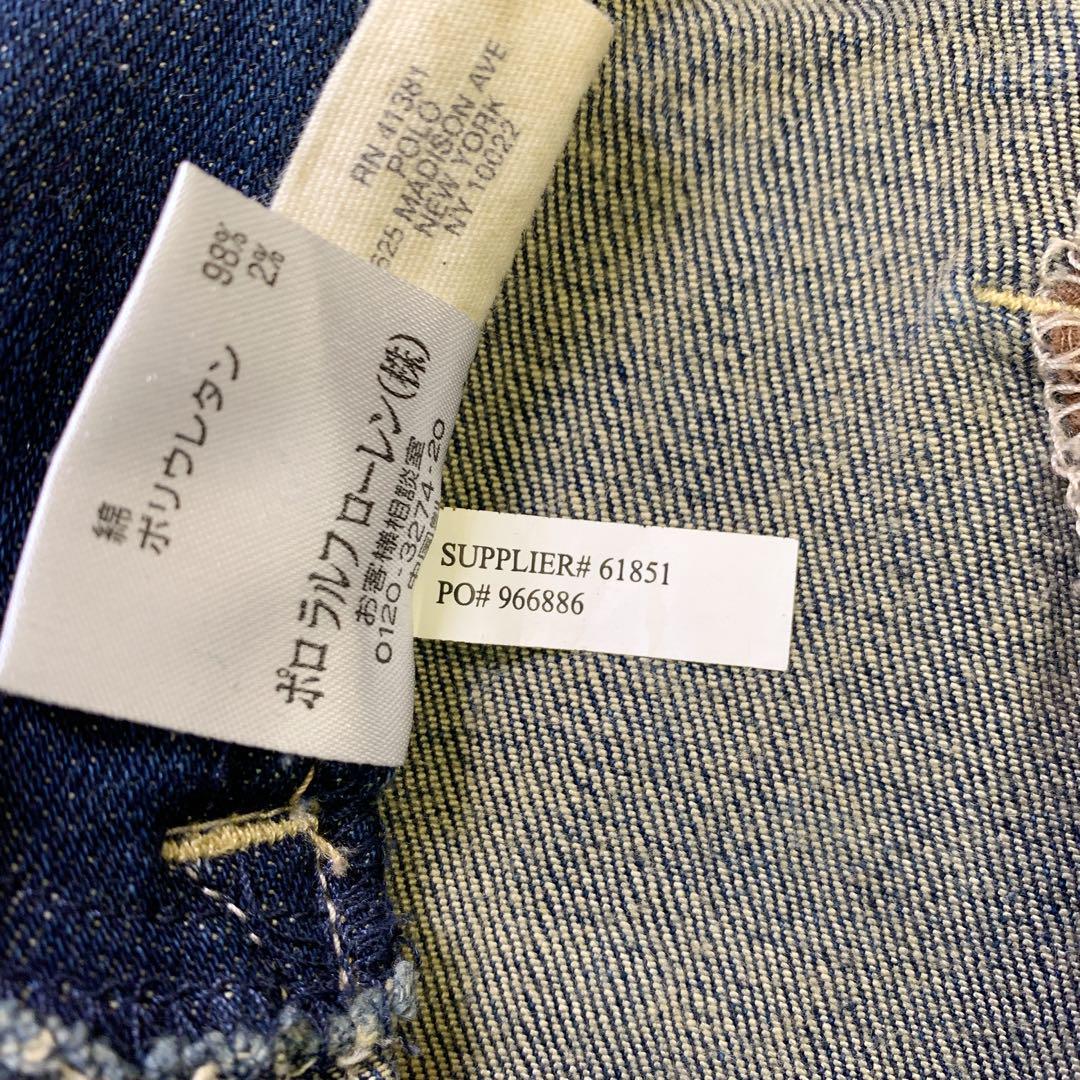 RN 41381
POLO
625 MADISON AVE
NEW YORK
NY 10022
綿 98%
ポリウレタン 2%
ポロ ラルフ ローレン(株)
お客様相談室
0120-3274-20
SUPPLIER# 61851
PO# 966886